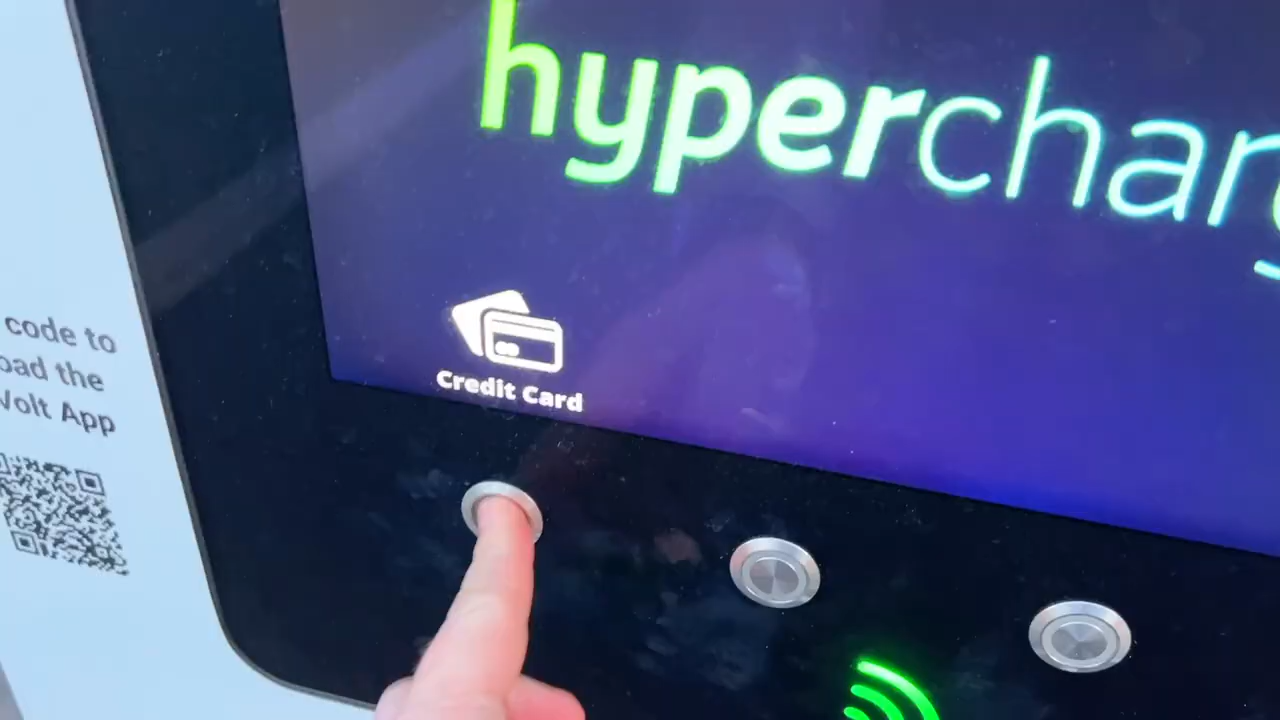 hypercharg
Credit Card
code to
oad the
Volt App